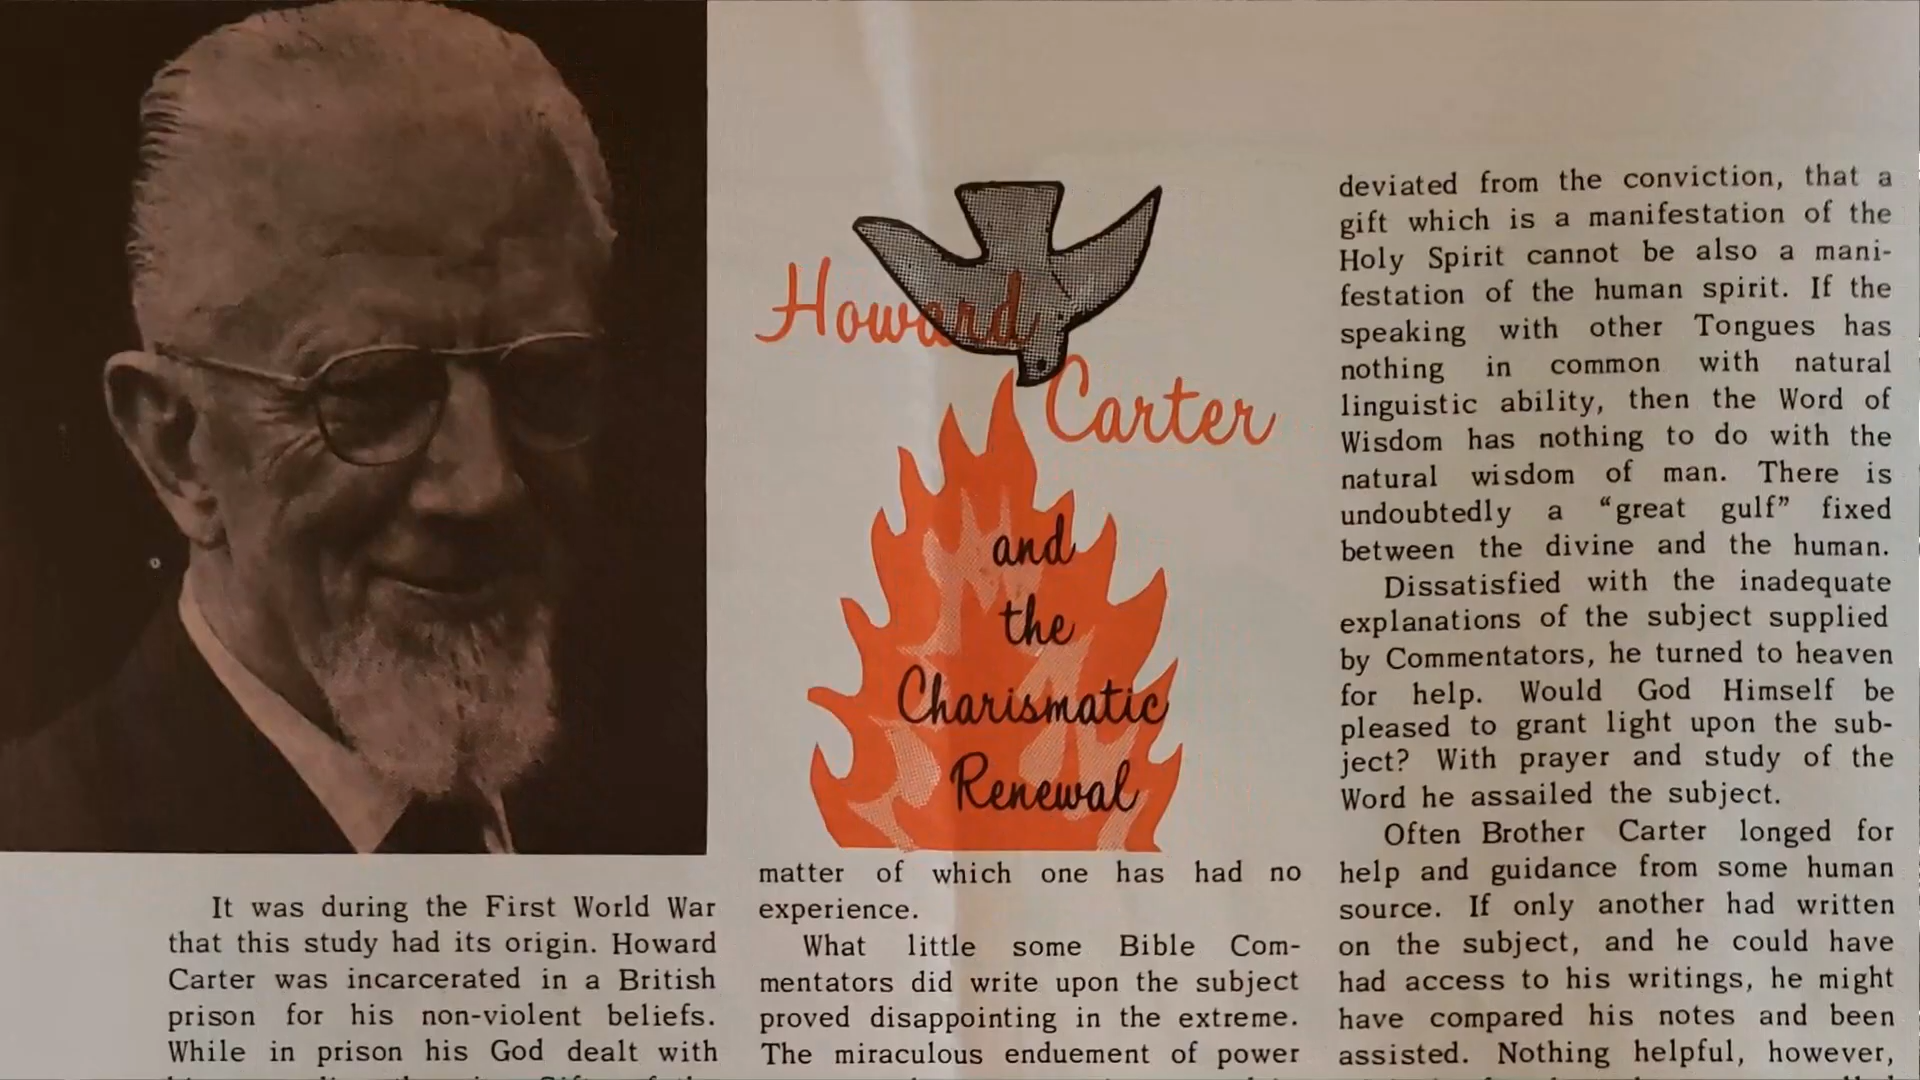 Howard
Carter
and
the
Charismatic
Renewal
It was during the First World War
that this study had its origin. Howard
Carter was incarcerated in a British
prison for his non-violent beliefs.
While in prison his God dealt with
matter of which one has had no
experience.
What little some Bible Com-
mentators did write upon the subject
proved disappointing in the extreme.
The miraculous enduement of power
deviated from the conviction, that a
gift which is a manifestation of the
Holy Spirit cannot be also a mani-
festation of the human spirit. If the
speaking with other Tongues has
nothing in common with natural
linguistic ability, then the Word of
Wisdom has nothing to do with the
natural wisdom of man. There is
undoubtedly a “great gulf” fixed
between the divine and the human.
Dissatisfied with the inadequate
explanations of the subject supplied
by Commentators, he turned to heaven
for help. Would God Himself be
pleased to grant light upon the sub-
ject? With prayer and study of the
Word he assailed the subject.
Often Brother Carter longed for
help and guidance from some human
source. If only another had written
on the subject, and he could have
had access to his writings, he might
have compared his notes and been
assisted. Nothing helpful, however,